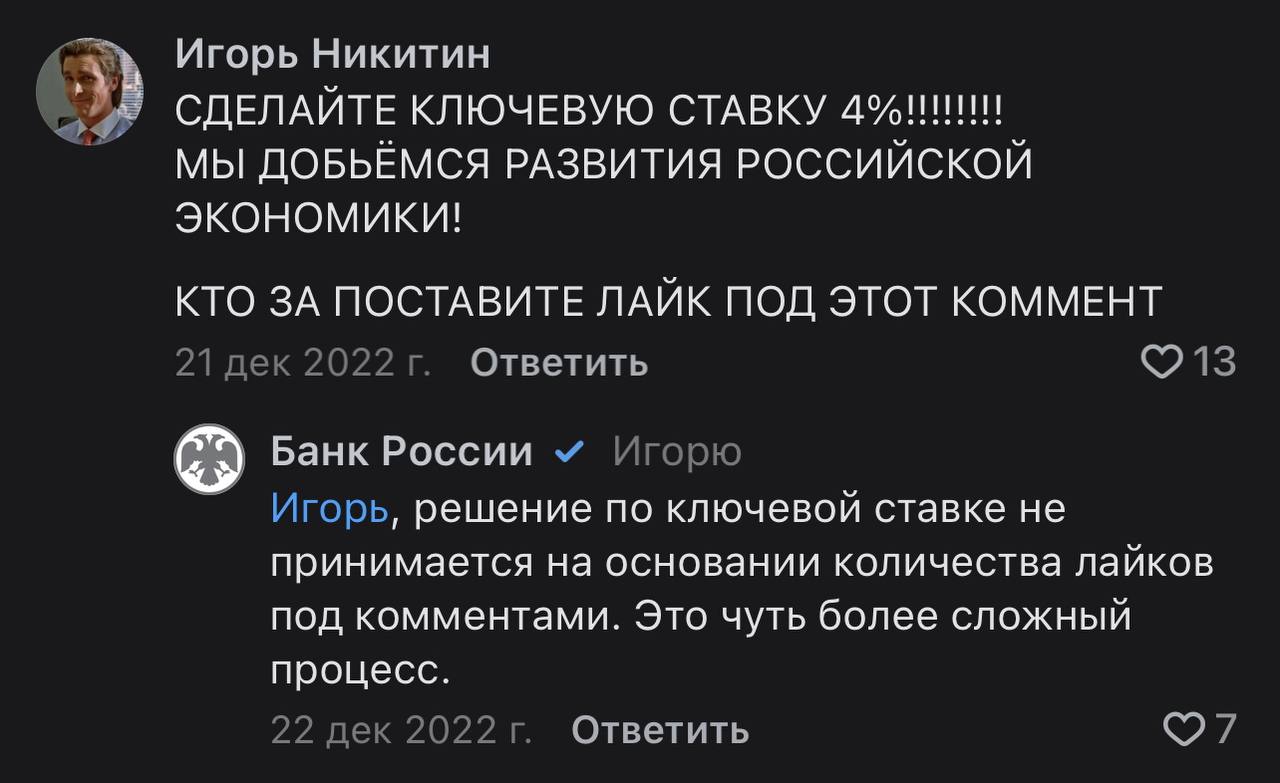 Игорь Никитин
СДЕЛАЙТЕ КЛЮЧЕВУЮ СТАВКУ 4%!!!!!!!!
МЫ ДОБЬЁМСЯ РАЗВИТИЯ РОССИЙСКОЙ
ЭКОНОМИКИ!
КТО ЗА ПОСТАВИТЕ ЛАЙК ПОД ЭТОТ КОММЕНТ
21 дек 2022 г. Ответить 13
Банк России Игорю
Игорь, решение по ключевой ставке не
принимается на основании количества лайков
под комментами. Это чуть более сложный
процесс.
22 дек 2022 г. Ответить 7